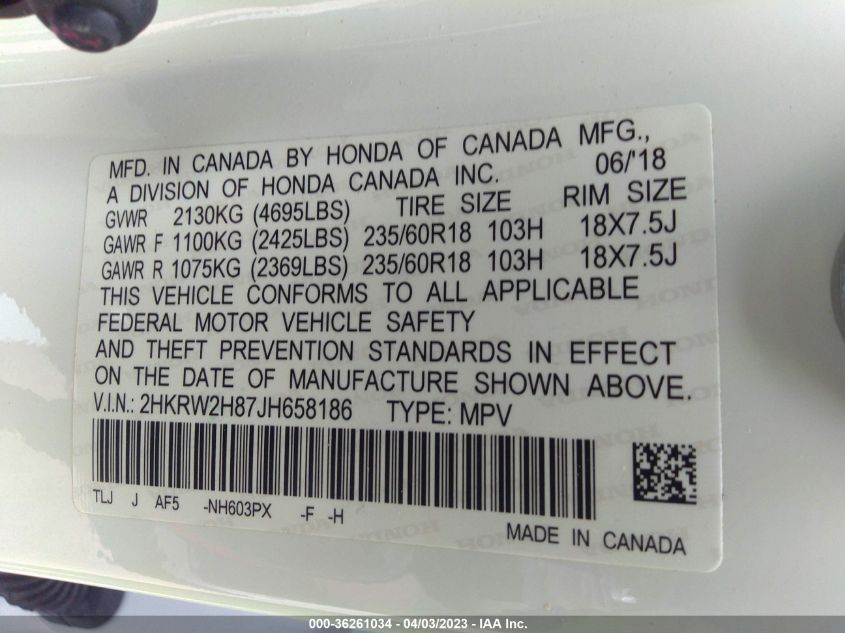 MFD. IN CANADA BY HONDA OF CANADA MFG.,
A DIVISION OF HONDA CANADA INC. 06/'18
GVWR 2130KG (4695LBS) TIRE SIZE RIM SIZE
GAWR F 1100KG (2425LBS) 235/60R18 103H 18X7.5J
GAWR R 1075KG (2369LBS) 235/60R18 103H 18X7.5J
THIS VEHICLE CONFORMS TO ALL APPLICABLE
FEDERAL MOTOR VEHICLE SAFETY
AND THEFT PREVENTION STANDARDS IN EFFECT
ON THE DATE OF MANUFACTURE SHOWN ABOVE.
V.I.N.: 2HKRW2H87JH658186 TYPE: MPV
TLJ J AF5 -NH603PX -F -H
MADE IN CANADA
000-36261034 - 04/03/2023 - IAA Inc.